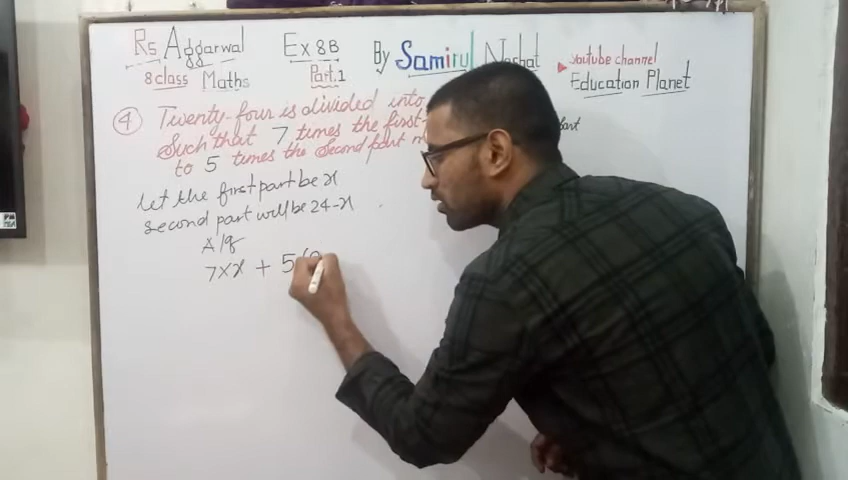 Rs Aggarwal Ex 8B By Samirul
8 class Maths Part.1 youtube channel
Education Planet
④ Twenty-four is divided into
Such that 7 times the first
to 5 times the Second part
let the first part be x
second part will be 24-x
A/q
7×x + 5(